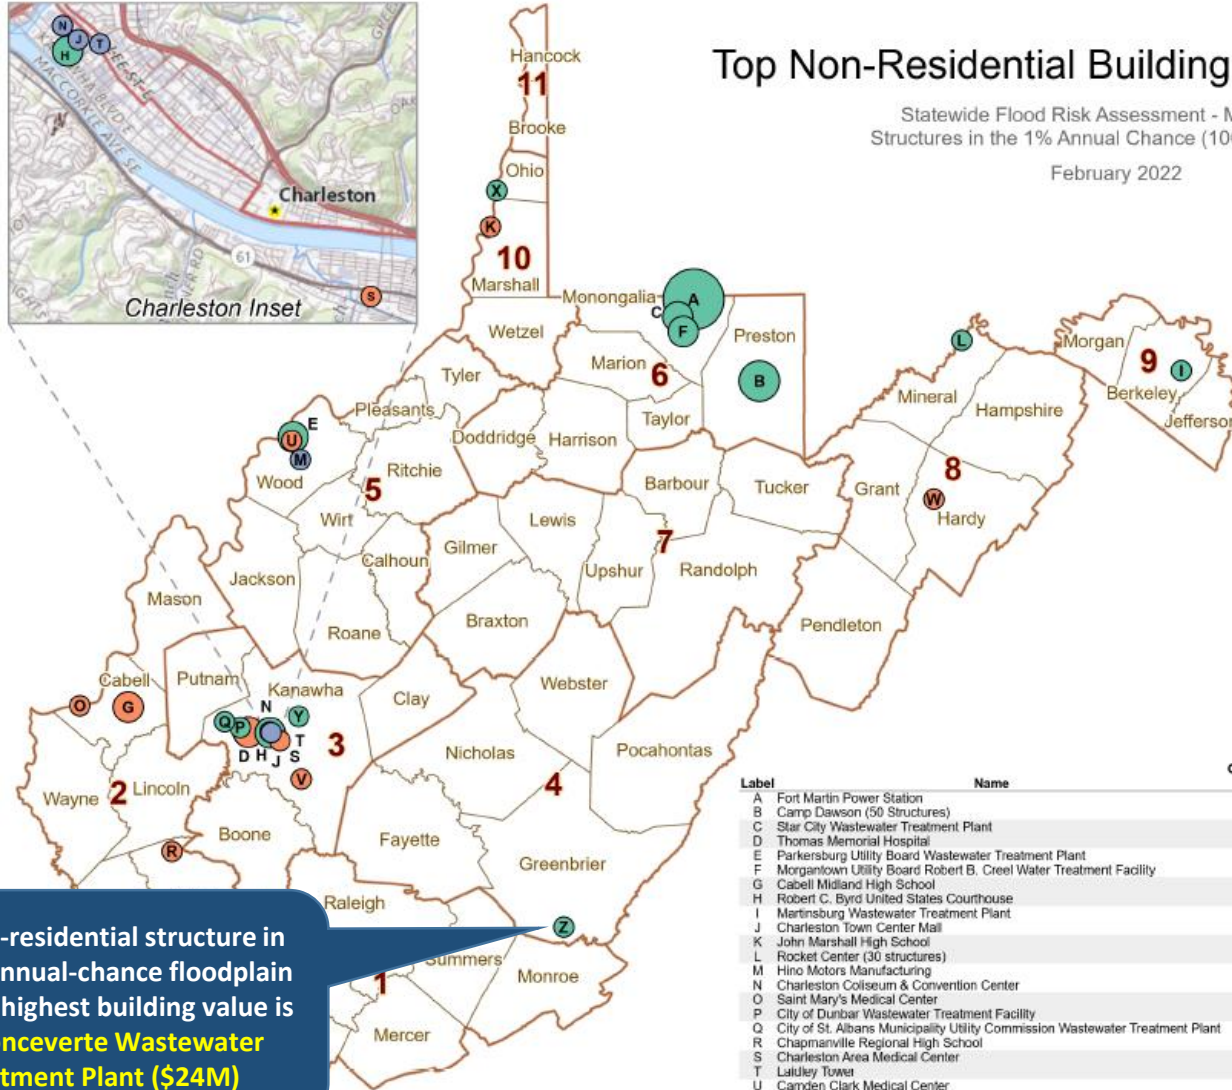 Top Non-Residential Building
Statewide Flood Risk Assessment - M
Structures in the 1% Annual Chance (10
February 2022
N
J
T
H
LEE-ST-E
KANAWHA BLVD E
MACCORKLE AVE SE
Charleston
61
S
Charleston Inset
Hancock
11
Brooke
Ohio
X
K
10
Marshall
Monongalia
A
C
F
Wetzel
Preston
Marion
6
B
L
Morgan
9
I
Tyler
Mineral
Berkeley
Hampshire
Jefferson
Pleasants
Taylor
E
U
M
Doddridge
Harrison
Wood
Ritchie
5
Barbour
Tucker
Grant
8
W
Hardy
Wirt
Lewis
Gilmer
7
Calhoun
Upshur
Randolph
Jackson
Mason
Roane
Braxton
Pendleton
Cabell
Putnam
Kanawha
Clay
Webster
O
G
N
Y
Q
P
T
D
H
J
S
3
V
Nicholas
Pocahontas
4
Wayne
2
Lincoln
Boone
R
Fayette
Greenbrier
Raleigh
Z
Summers
Monroe
1
Mercer
-residential structure in
nnual-chance floodplain
highest building value is
nceverte Wastewater
tment Plant ($24M)
Label Name
A Fort Martin Power Station
B Camp Dawson (50 Structures)
C Star City Wastewater Treatment Plant
D Thomas Memorial Hospital
E Parkersburg Utility Board Wastewater Treatment Plant
F Morgantown Utility Board Robert B. Creel Water Treatment Facility
G Cabell Midland High School
H Robert C. Byrd United States Courthouse
I Martinsburg Wastewater Treatment Plant
J Charleston Town Center Mall
K John Marshall High School
L Rocket Center (30 structures)
M Hino Motors Manufacturing
N Charleston Coliseum & Convention Center
O Saint Mary's Medical Center
P City of Dunbar Wastewater Treatment Facility
Q City of St. Albans Municipality Utility Commission Wastewater Treatment Plant
R Chapmanville Regional High School
S Charleston Area Medical Center
T Laidley Tower
U Camden Clark Medical Center